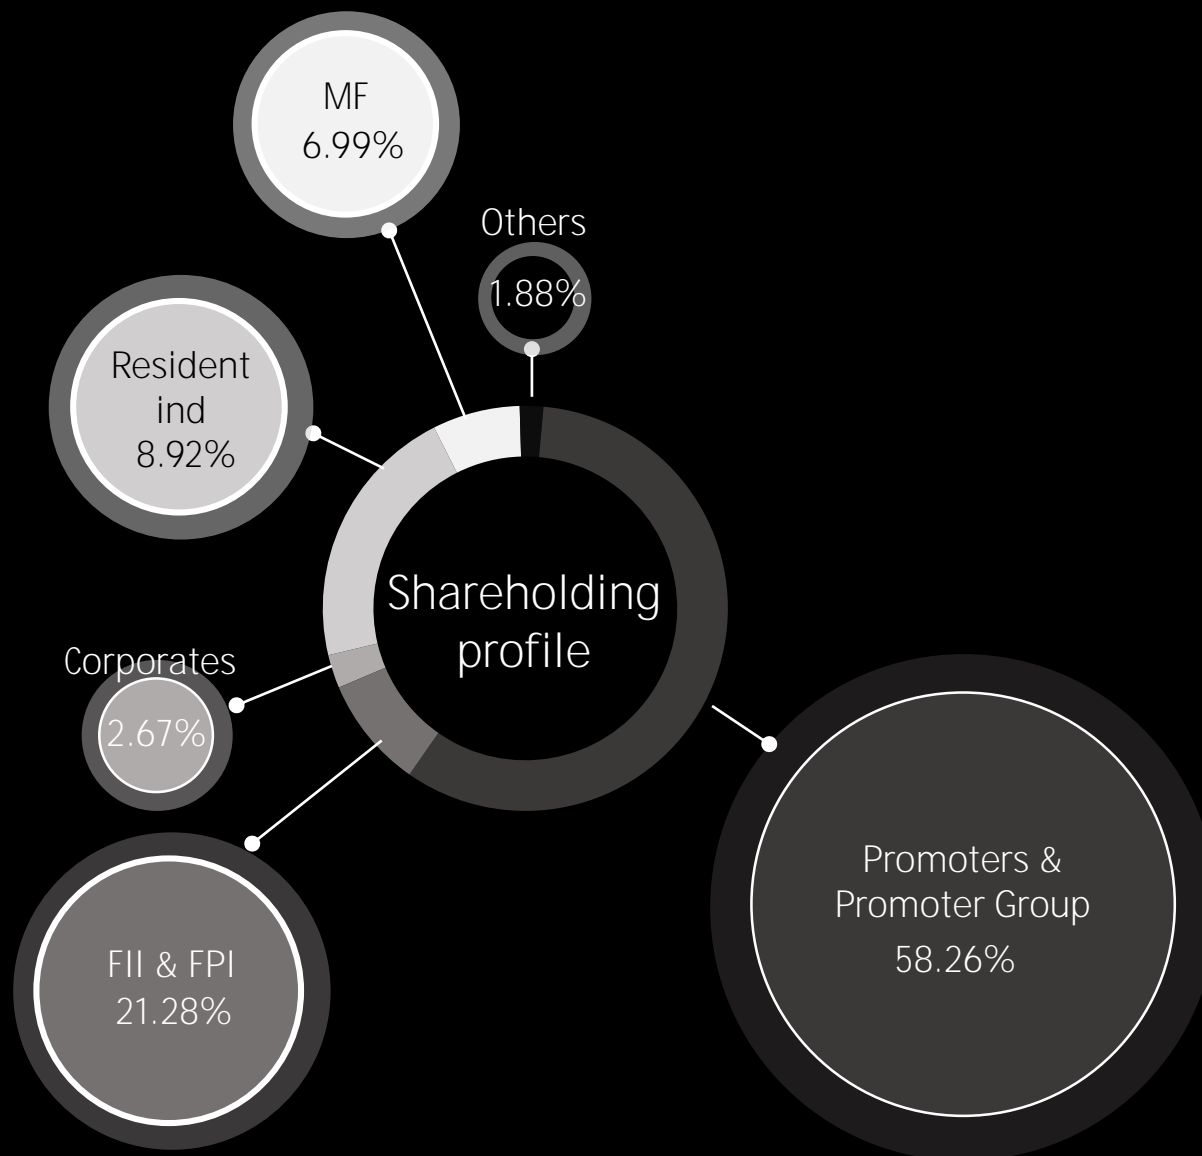 MF
6.99%
Others
1.88%
Resident
ind
8.92%
Shareholding
profile
Corporates
2.67%
Promoters &
Promoter Group
58.26%
FII & FPI
21.28%